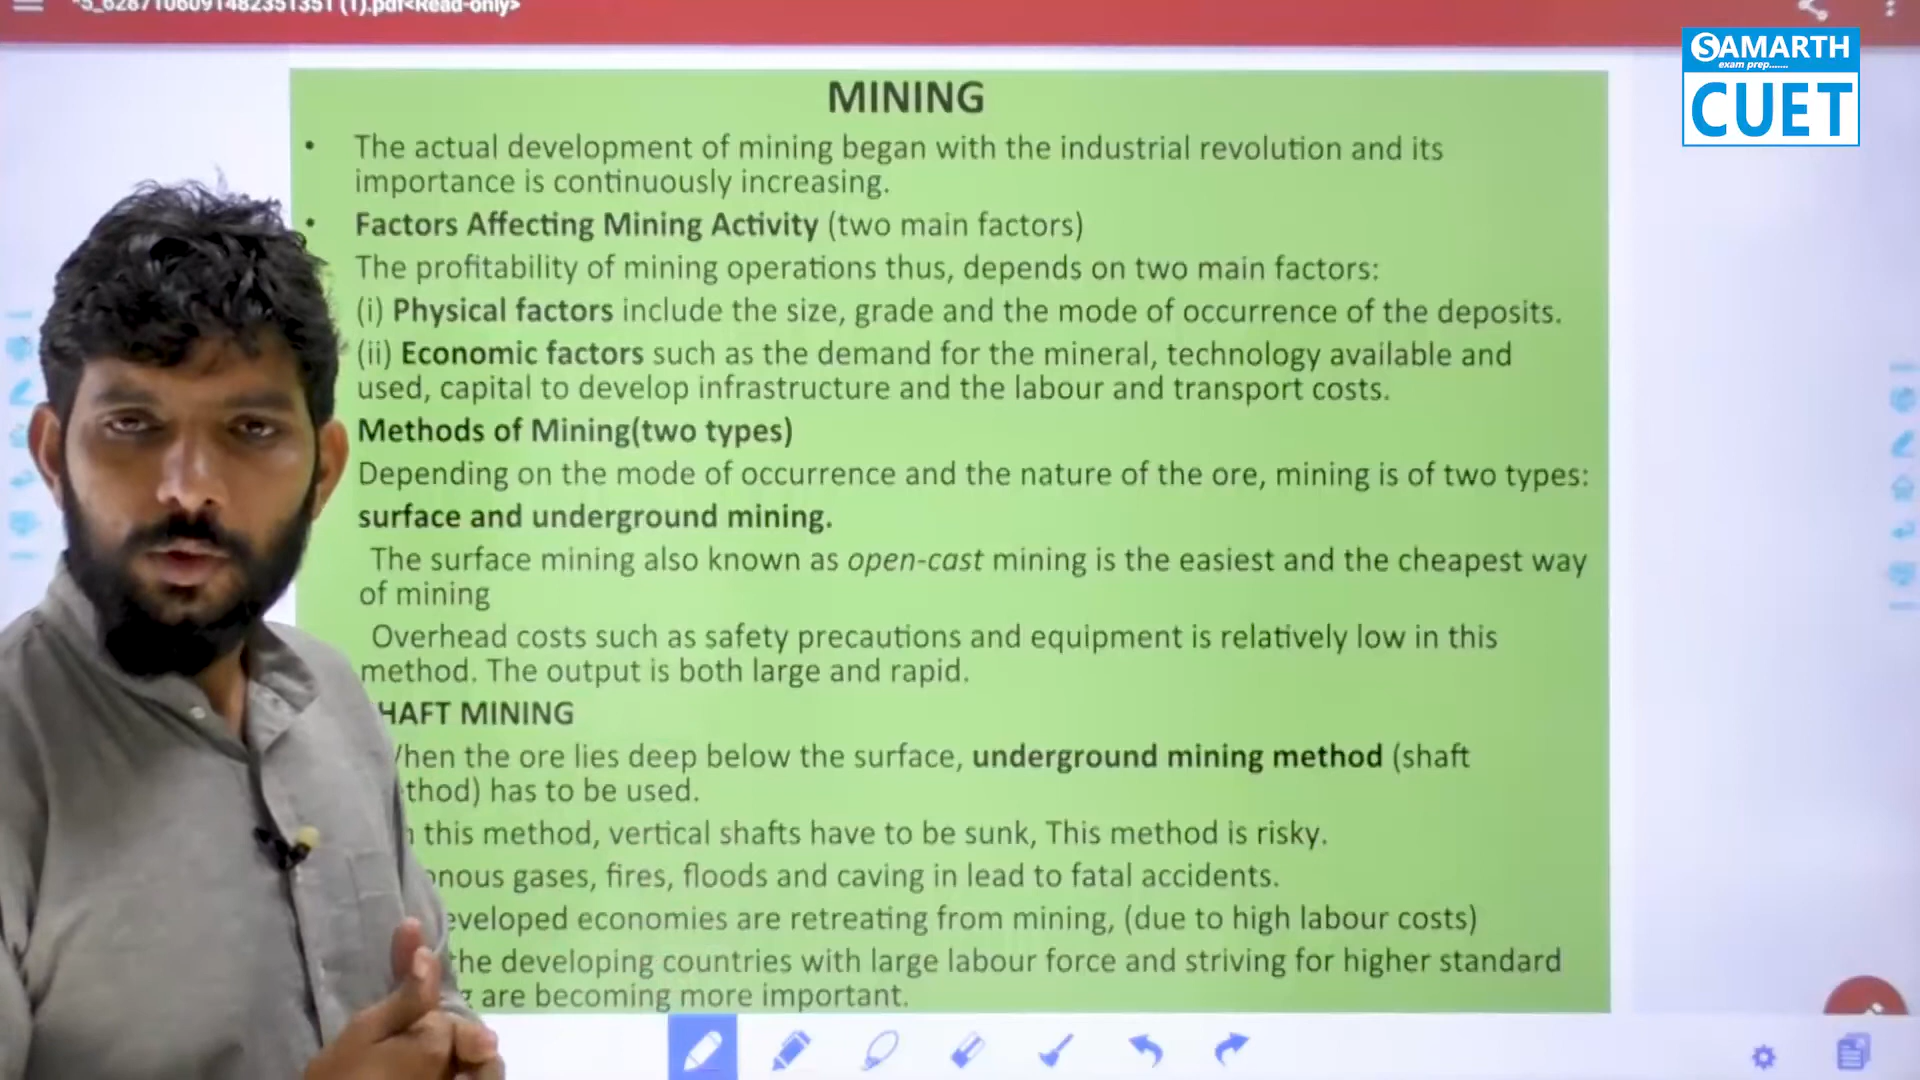 (1).pdf<Read-only>
SAMARTH
exam prep.......
CUET
MINING
• The actual development of mining began with the industrial revolution and its
importance is continuously increasing.
• Factors Affecting Mining Activity (two main factors)
The profitability of mining operations thus, depends on two main factors:
(i) Physical factors include the size, grade and the mode of occurrence of the deposits.
(ii) Economic factors such as the demand for the mineral, technology available and
used, capital to develop infrastructure and the labour and transport costs.
Methods of Mining(two types)
Depending on the mode of occurrence and the nature of the ore, mining is of two types:
surface and underground mining.
The surface mining also known as open-cast mining is the easiest and the cheapest way
of mining
Overhead costs such as safety precautions and equipment is relatively low in this
method. The output is both large and rapid.
HAFT MINING
hen the ore lies deep below the surface, underground mining method (shaft
thod) has to be used.
this method, vertical shafts have to be sunk, This method is risky.
onous gases, fires, floods and caving in lead to fatal accidents.
eveloped economies are retreating from mining, (due to high labour costs)
the developing countries with large labour force and striving for higher standard
are becoming more important.